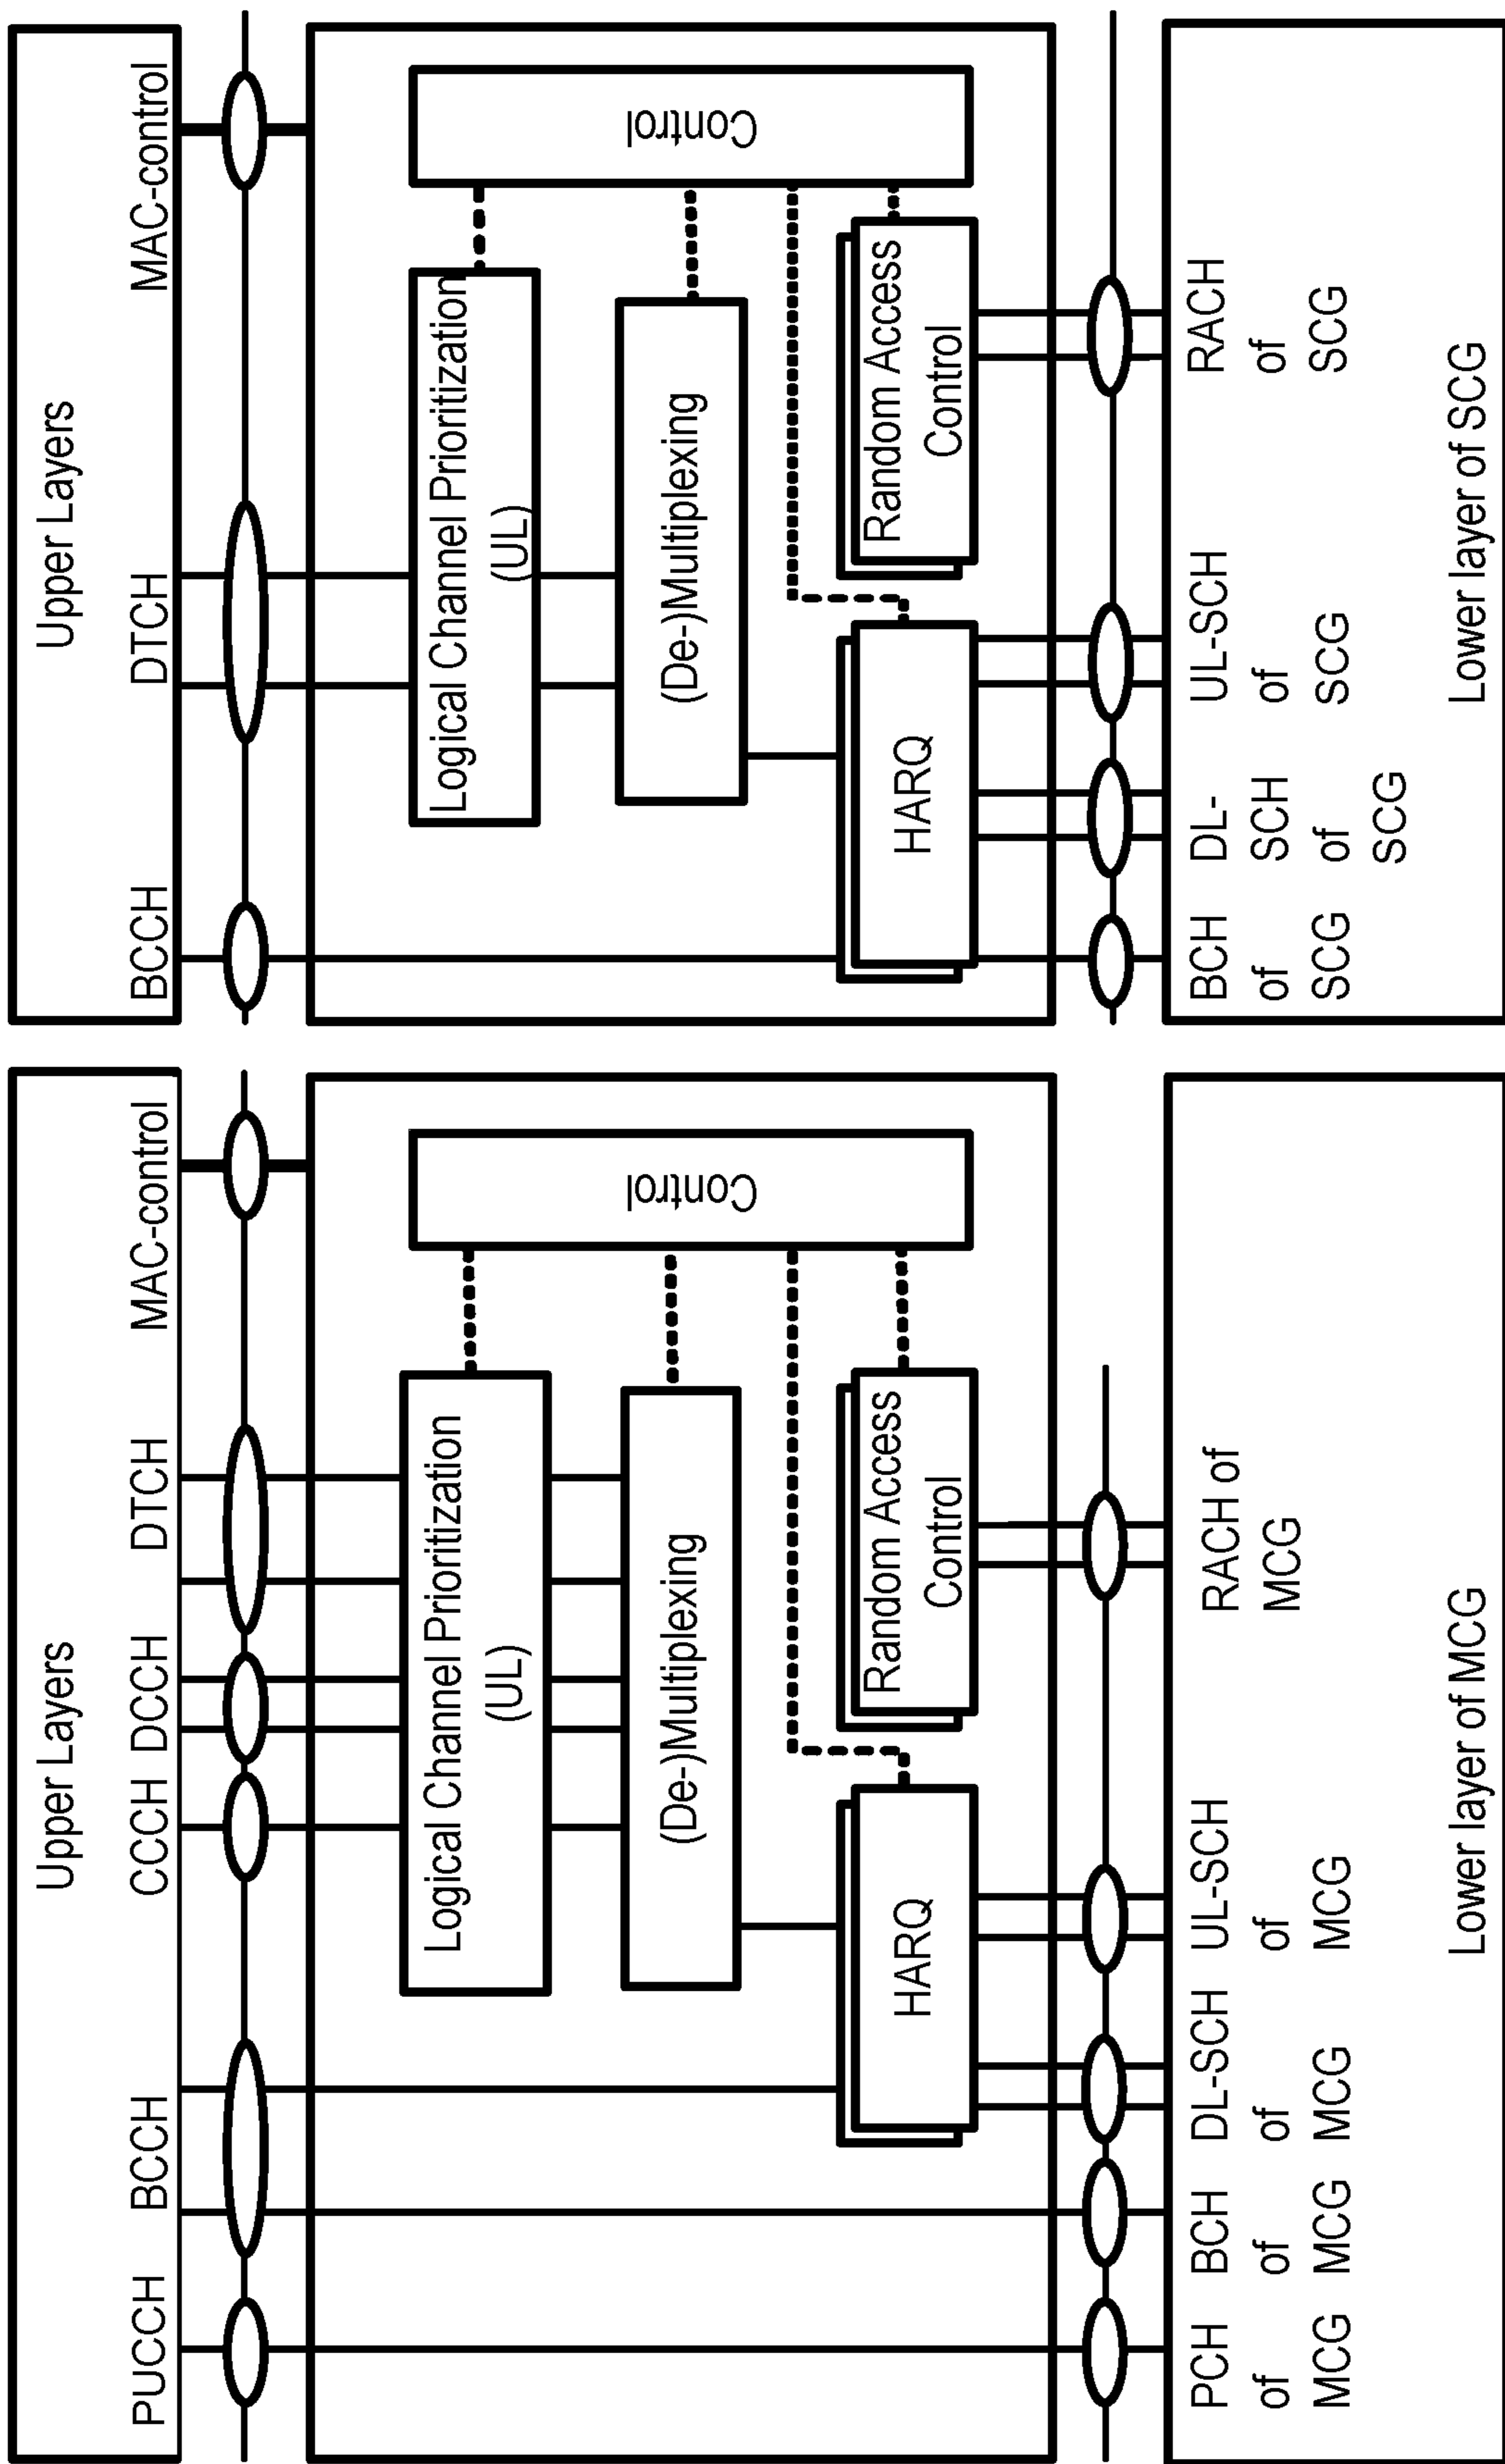 Upper Layers
PUCCH
BCCH
CCCH
DCCH
DTCH
MAC-control
Logical Channel Prioritization
(UL)
Control
(De-)Multiplexing
HARQ
Random Access
Control
PCH
of
MCG
BCH
of
MCG
DL-SCH
of
MCG
UL-SCH
of
MCG
RACH of
MCG
Lower layer of MCG
Upper Layers
BCCH
DTCH
MAC-control
Logical Channel Prioritization
(UL)
Control
(De-)Multiplexing
HARQ
Random Access
Control
BCH
of
SCG
DL-
SCH
of
SCG
UL-SCH
of
SCG
RACH
of
SCG
Lower layer of SCG